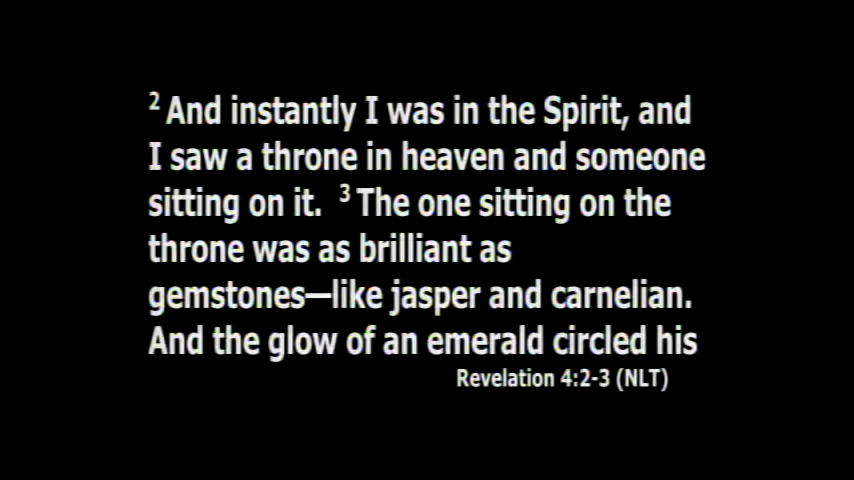 2 And instantly I was in the Spirit, and
I saw a throne in heaven and someone
sitting on it. 3 The one sitting on the
throne was as brilliant as
gemstones—like jasper and carnelian.
And the glow of an emerald circled his
Revelation 4:2-3 (NLT)